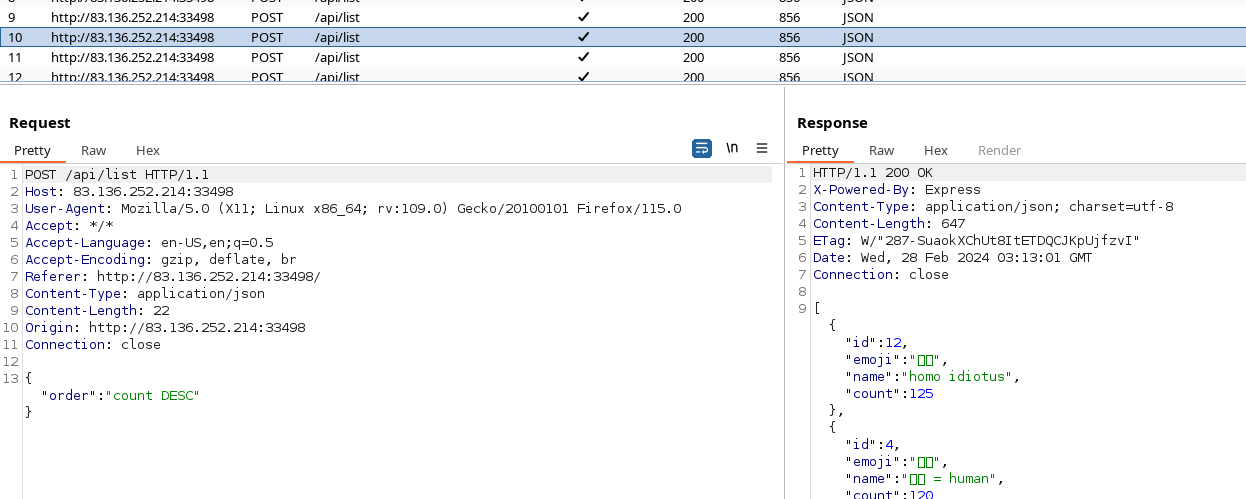 9 http://83.136.252.214:33498 POST /api/list ✓ 200 856 JSON
10 http://83.136.252.214:33498 POST /api/list ✓ 200 856 JSON
11 http://83.136.252.214:33498 POST /api/list ✓ 200 856 JSON
12 http://83.136.252.214:33498 POST /api/list ✓ 200 856 JSON
Request
Pretty Raw Hex \n
1 POST /api/list HTTP/1.1
2 Host: 83.136.252.214:33498
3 User-Agent: Mozilla/5.0 (X11; Linux x86_64; rv:109.0) Gecko/20100101 Firefox/115.0
4 Accept: */*
5 Accept-Language: en-US,en;q=0.5
6 Accept-Encoding: gzip, deflate, br
7 Referer: http://83.136.252.214:33498/
8 Content-Type: application/json
9 Content-Length: 22
10 Origin: http://83.136.252.214:33498
11 Connection: close
12
13 {
"order":"count DESC"
}
Response
Pretty Raw Hex Render
1 HTTP/1.1 200 OK
2 X-Powered-By: Express
3 Content-Type: application/json; charset=utf-8
4 Content-Length: 647
5 ETag: W/"287-SuaokXChUt8ItETDQCJKpUjfzvI"
6 Date: Wed, 28 Feb 2024 03:13:01 GMT
7 Connection: close
8
9 [
{
"id":12,
"emoji":"▯▯",
"name":"homo idiotus",
"count":125
},
{
"id":4,
"emoji":"▯▯",
"name":"▯▯ = human",
"count":120